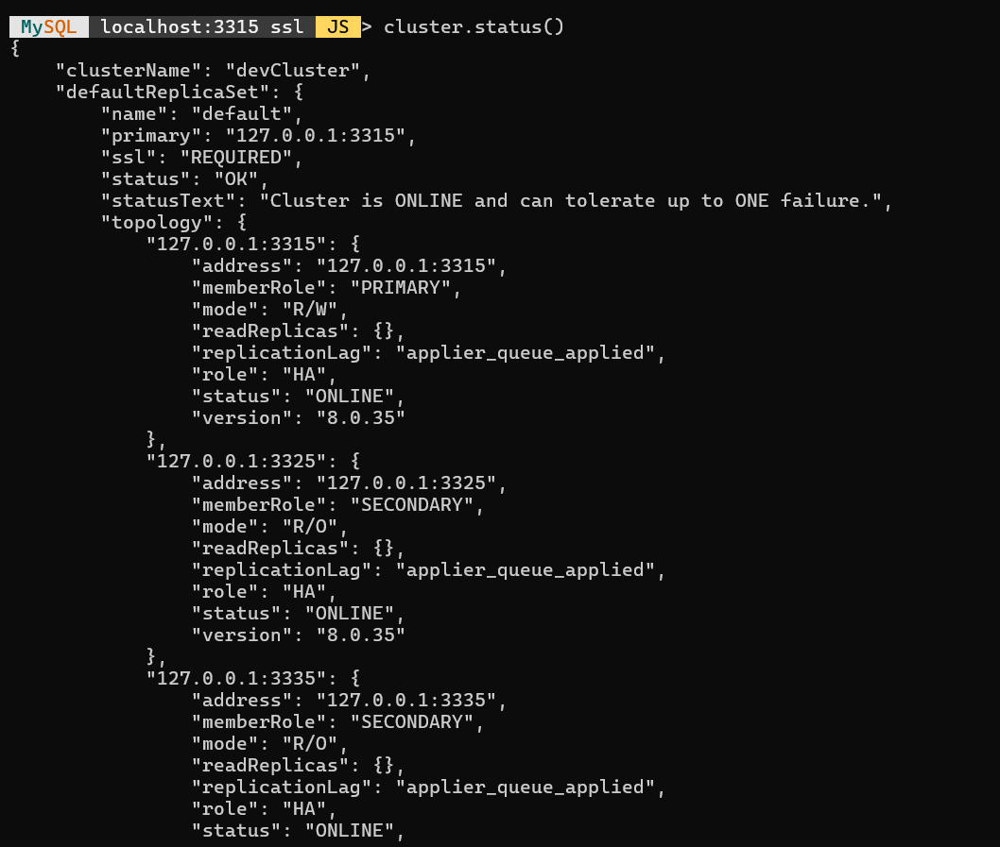 MySQL localhost:3315 ssl JS > cluster.status()
{
    "clusterName": "devCluster",
    "defaultReplicaSet": {
        "name": "default",
        "primary": "127.0.0.1:3315",
        "ssl": "REQUIRED",
        "status": "OK",
        "statusText": "Cluster is ONLINE and can tolerate up to ONE failure.",
        "topology": {
            "127.0.0.1:3315": {
                "address": "127.0.0.1:3315",
                "memberRole": "PRIMARY",
                "mode": "R/W",
                "readReplicas": {},
                "replicationLag": "applier_queue_applied",
                "role": "HA",
                "status": "ONLINE",
                "version": "8.0.35"
            },
            "127.0.0.1:3325": {
                "address": "127.0.0.1:3325",
                "memberRole": "SECONDARY",
                "mode": "R/O",
                "readReplicas": {},
                "replicationLag": "applier_queue_applied",
                "role": "HA",
                "status": "ONLINE",
                "version": "8.0.35"
            },
            "127.0.0.1:3335": {
                "address": "127.0.0.1:3335",
                "memberRole": "SECONDARY",
                "mode": "R/O",
                "readReplicas": {},
                "replicationLag": "applier_queue_applied",
                "role": "HA",
                "status": "ONLINE",